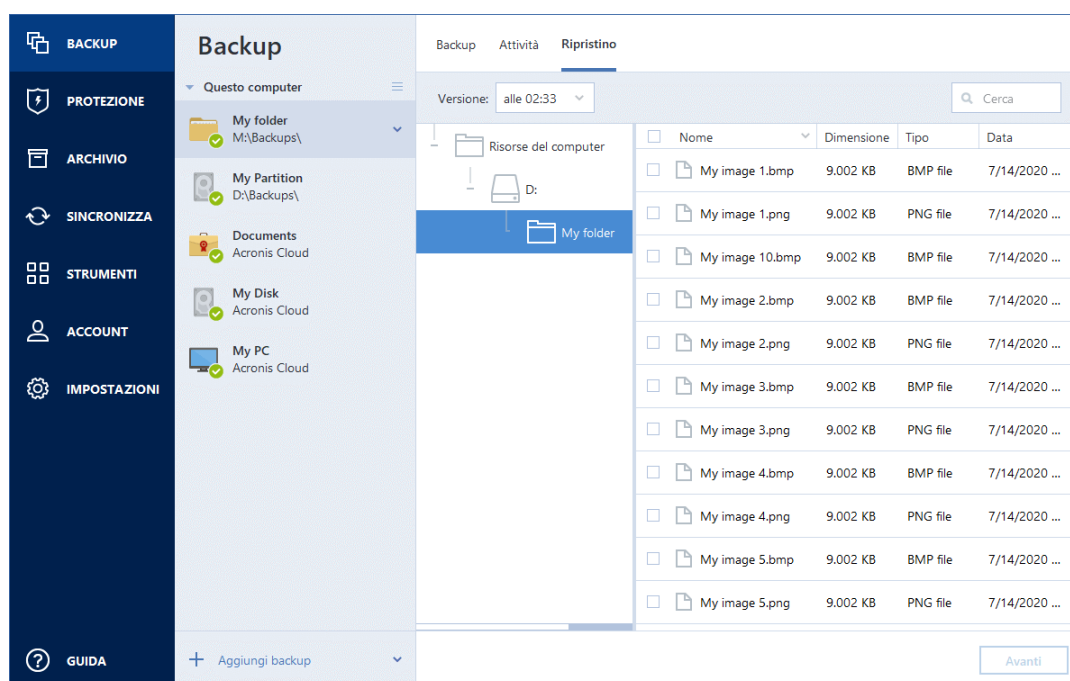 BACKUP
PROTEZIONE
ARCHIVIO
SINCRONIZZA
STRUMENTI
ACCOUNT
IMPOSTAZIONI
GUIDA
Backup
Questo computer
My folder
M:\Backups\
My Partition
D:\Backups\
Documents
Acronis Cloud
My Disk
Acronis Cloud
My PC
Acronis Cloud
Aggiungi backup
Backup Attività Ripristino
Versione: alle 02:33 Cerca
Risorse del computer
D:
My folder
Nome Dimensione Tipo Data
My image 1.bmp 9.002 KB BMP file 7/14/2020 ...
My image 1.png 9.002 KB PNG file 7/14/2020 ...
My image 10.bmp 9.002 KB BMP file 7/14/2020 ...
My image 2.bmp 9.002 KB BMP file 7/14/2020 ...
My image 2.png 9.002 KB PNG file 7/14/2020 ...
My image 3.bmp 9.002 KB BMP file 7/14/2020 ...
My image 3.png 9.002 KB PNG file 7/14/2020 ...
My image 4.bmp 9.002 KB BMP file 7/14/2020 ...
My image 4.png 9.002 KB PNG file 7/14/2020 ...
My image 5.bmp 9.002 KB BMP file 7/14/2020 ...
My image 5.png 9.002 KB PNG file 7/14/2020 ...
Avanti